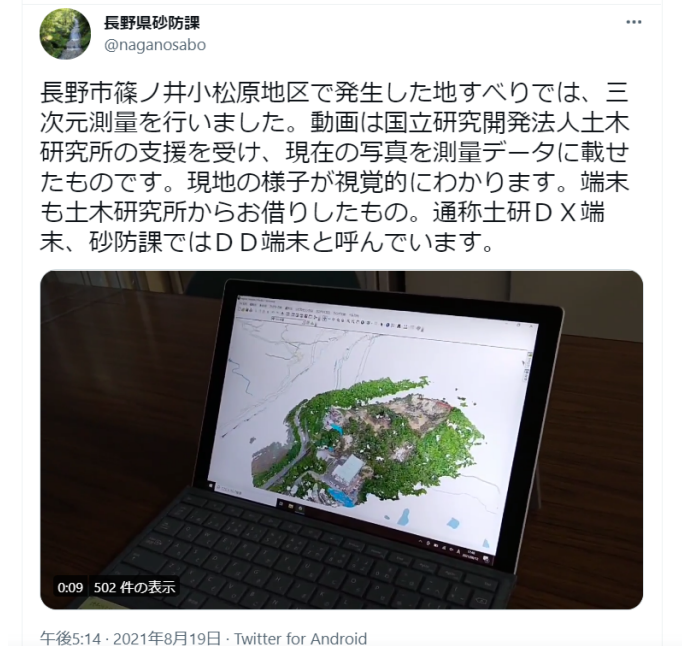 長野県砂防課
@naganosabo
長野市篠ノ井小松原地区で発生した地すべりでは、三
次元測量を行いました。動画は国立研究開発法人土木
研究所の支援を受け、現在の写真を測量データに載せ
たものです。現地の様子が視覚的にわかります。端末
も土木研究所からお借りしたもの。通称土研ＤＸ端
末、砂防課ではＤＤ端末と呼んでいます。
0:09 502 件の表示
午後5:14 · 2021年8月19日 · Twitter for Android